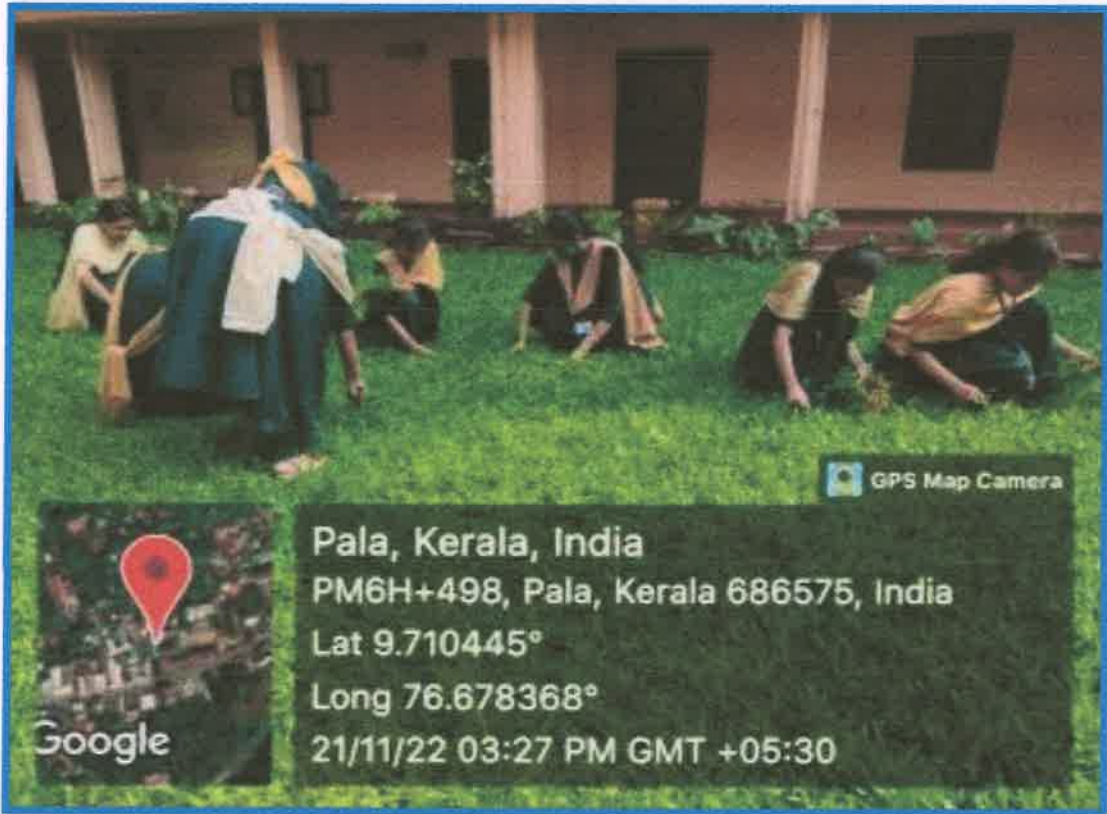 GPS Map Camera
Pala, Kerala, India
PM6H+498, Pala, Kerala 686575, India
Lat 9.710445°
Long 76.678368°
21/11/22 03:27 PM GMT +05:30
Google